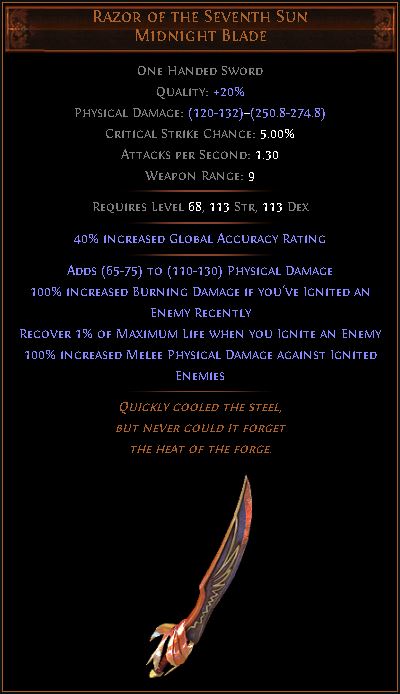 Razor of the Seventh Sun
Midnight Blade
One Handed Sword
Quality: +20%
Physical Damage: (120-132)–(250.8-274.8)
Critical Strike Chance: 5.00%
Attacks per Second: 1.30
Weapon Range: 9
Requires Level 68, 113 Str, 113 Dex
40% increased Global Accuracy Rating
Adds (65-75) to (110-130) Physical Damage
100% increased Burning Damage if you've Ignited an
Enemy Recently
Recover 1% of Maximum Life when you Ignite an Enemy
100% increased Melee Physical Damage against Ignited
Enemies
Quickly cooled the steel,
but never could it forget
the heat of the forge.